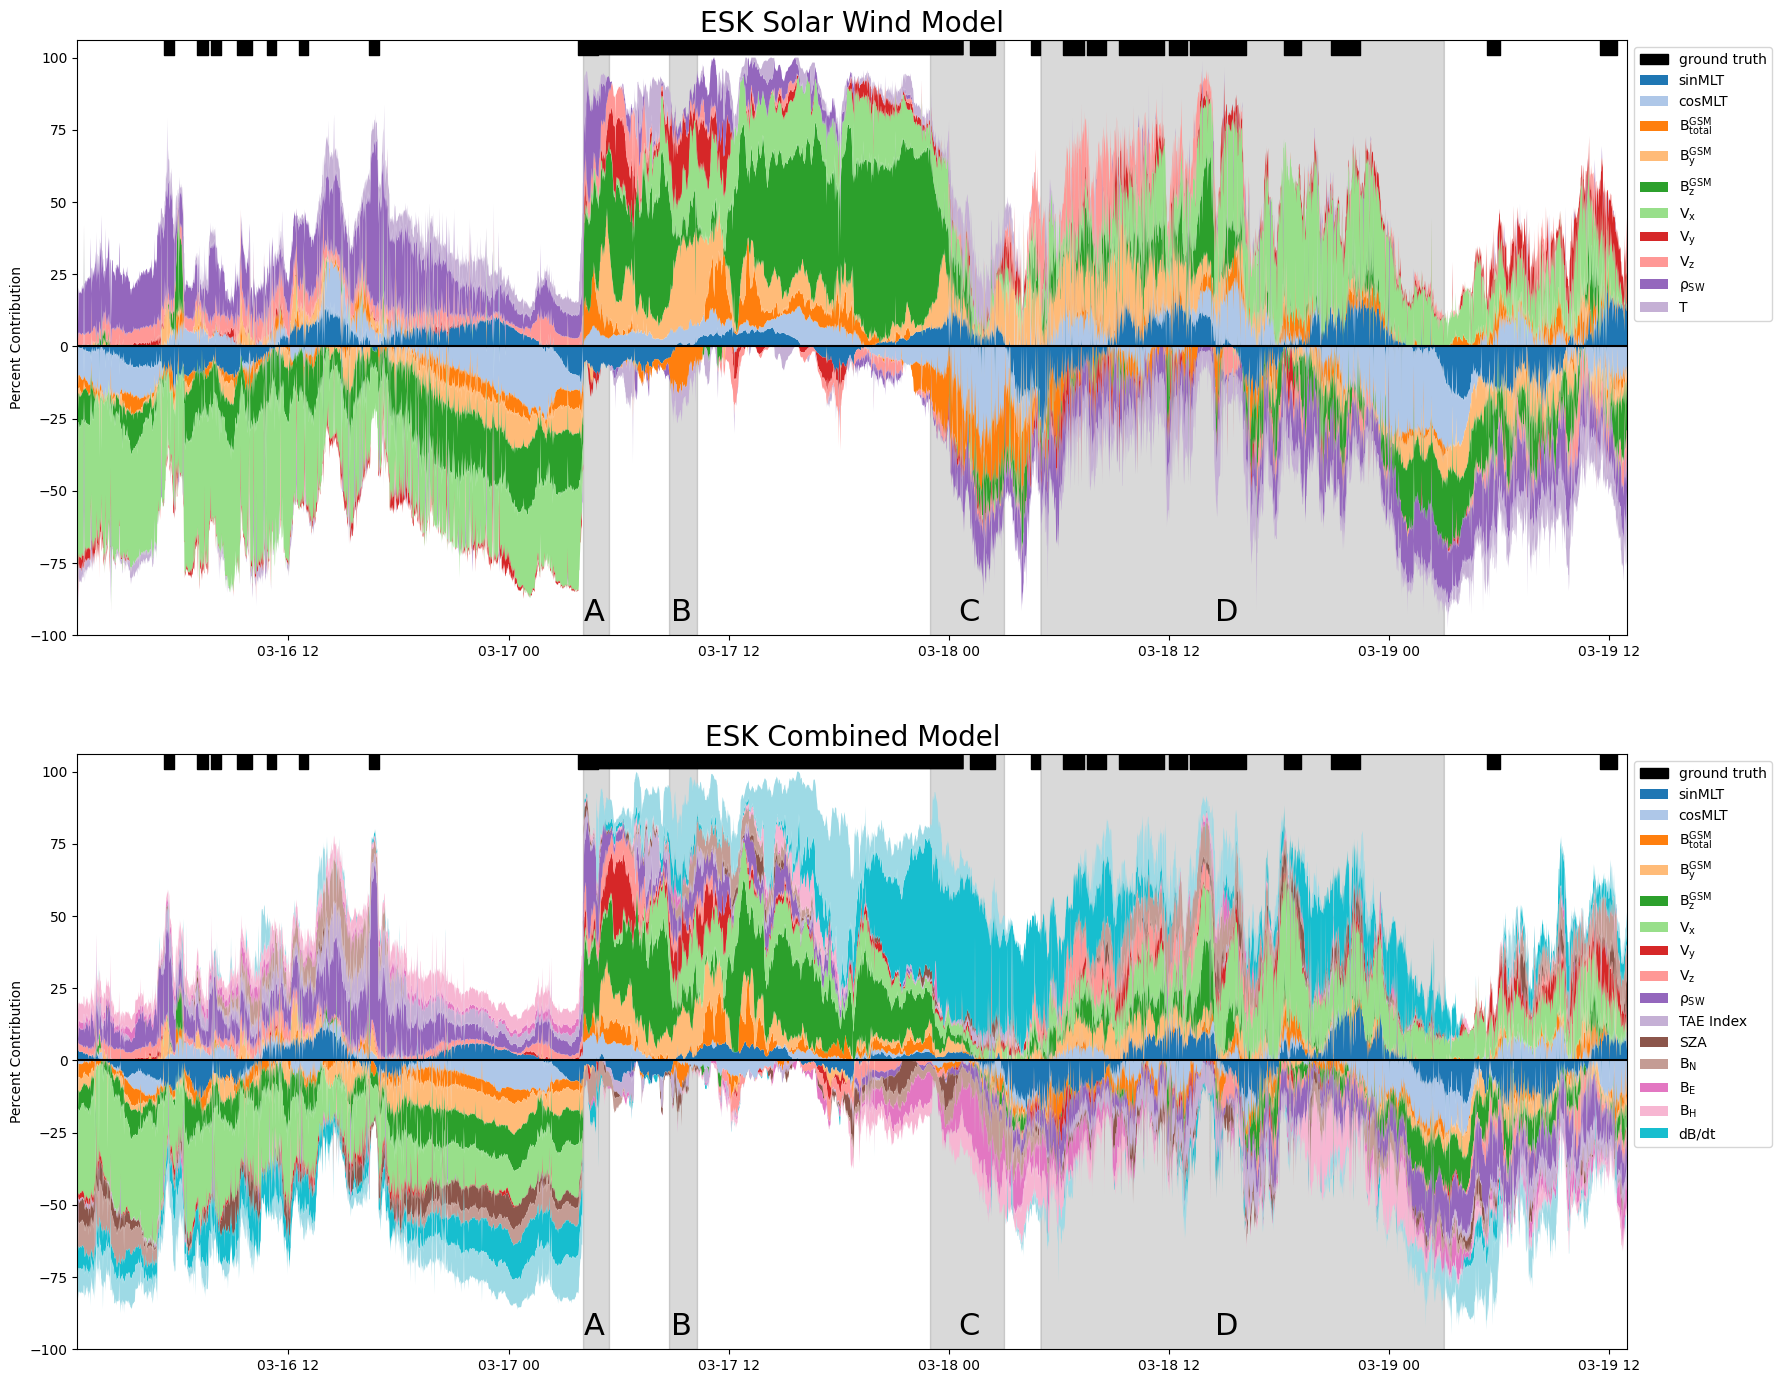 ESK Solar Wind Model
100
75
50
25
0
−25
−50
−75
−100
Percent Contribution
A
B
C
D
03-16 12
03-17 00
03-17 12
03-18 00
03-18 12
03-19 00
03-19 12
ground truth
sinMLT
cosMLT
B_total^GSM
B_y^GSM
B_z^GSM
V_x
V_y
V_z
ρ_SW
T
ESK Combined Model
100
75
50
25
0
−25
−50
−75
−100
Percent Contribution
A
B
C
D
03-16 12
03-17 00
03-17 12
03-18 00
03-18 12
03-19 00
03-19 12
ground truth
sinMLT
cosMLT
B_total^GSM
B_y^GSM
B_z^GSM
V_x
V_y
V_z
ρ_SW
TAE Index
SZA
B_N
B_E
B_H
dB/dt